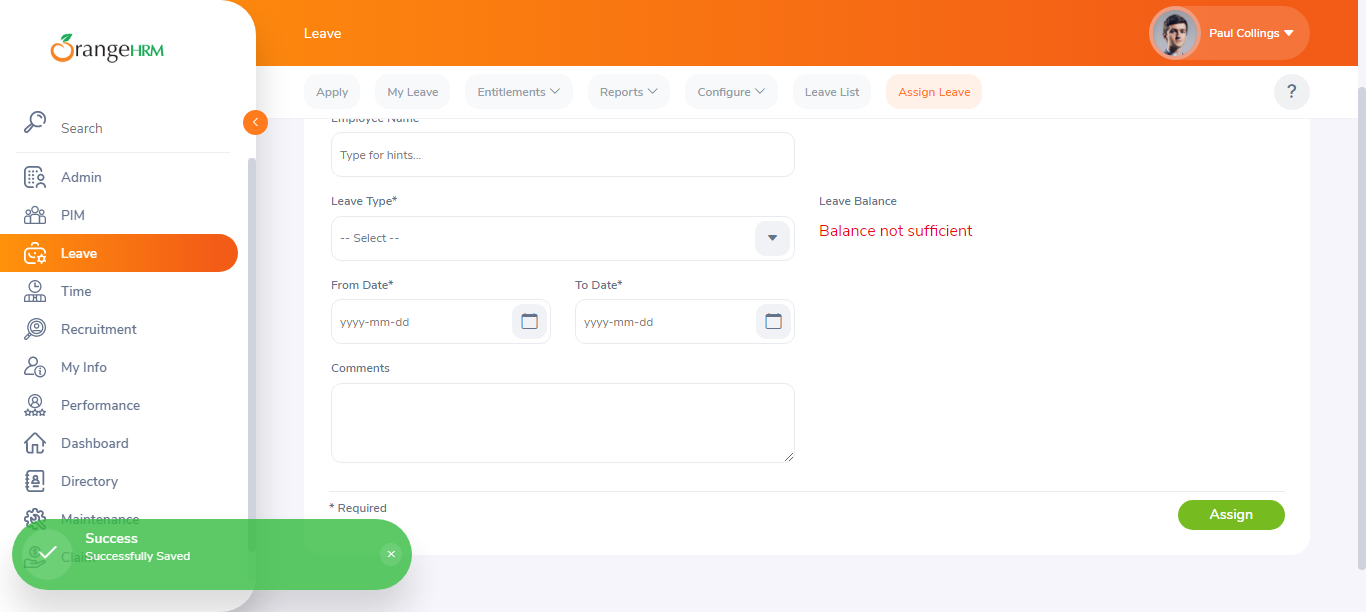 OrangeHRM
Leave
Paul Collings
Apply
My Leave
Entitlements
Reports
Configure
Leave List
Assign Leave
?
Search
Admin
PIM
Leave
Time
Recruitment
My Info
Performance
Dashboard
Directory
Maintenance
Claim
Employee Name
Type for hints...
Leave Type*
-- Select --
Leave Balance
Balance not sufficient
From Date*
To Date*
yyyy-mm-dd
yyyy-mm-dd
Comments
* Required
Assign
Success
Successfully Saved